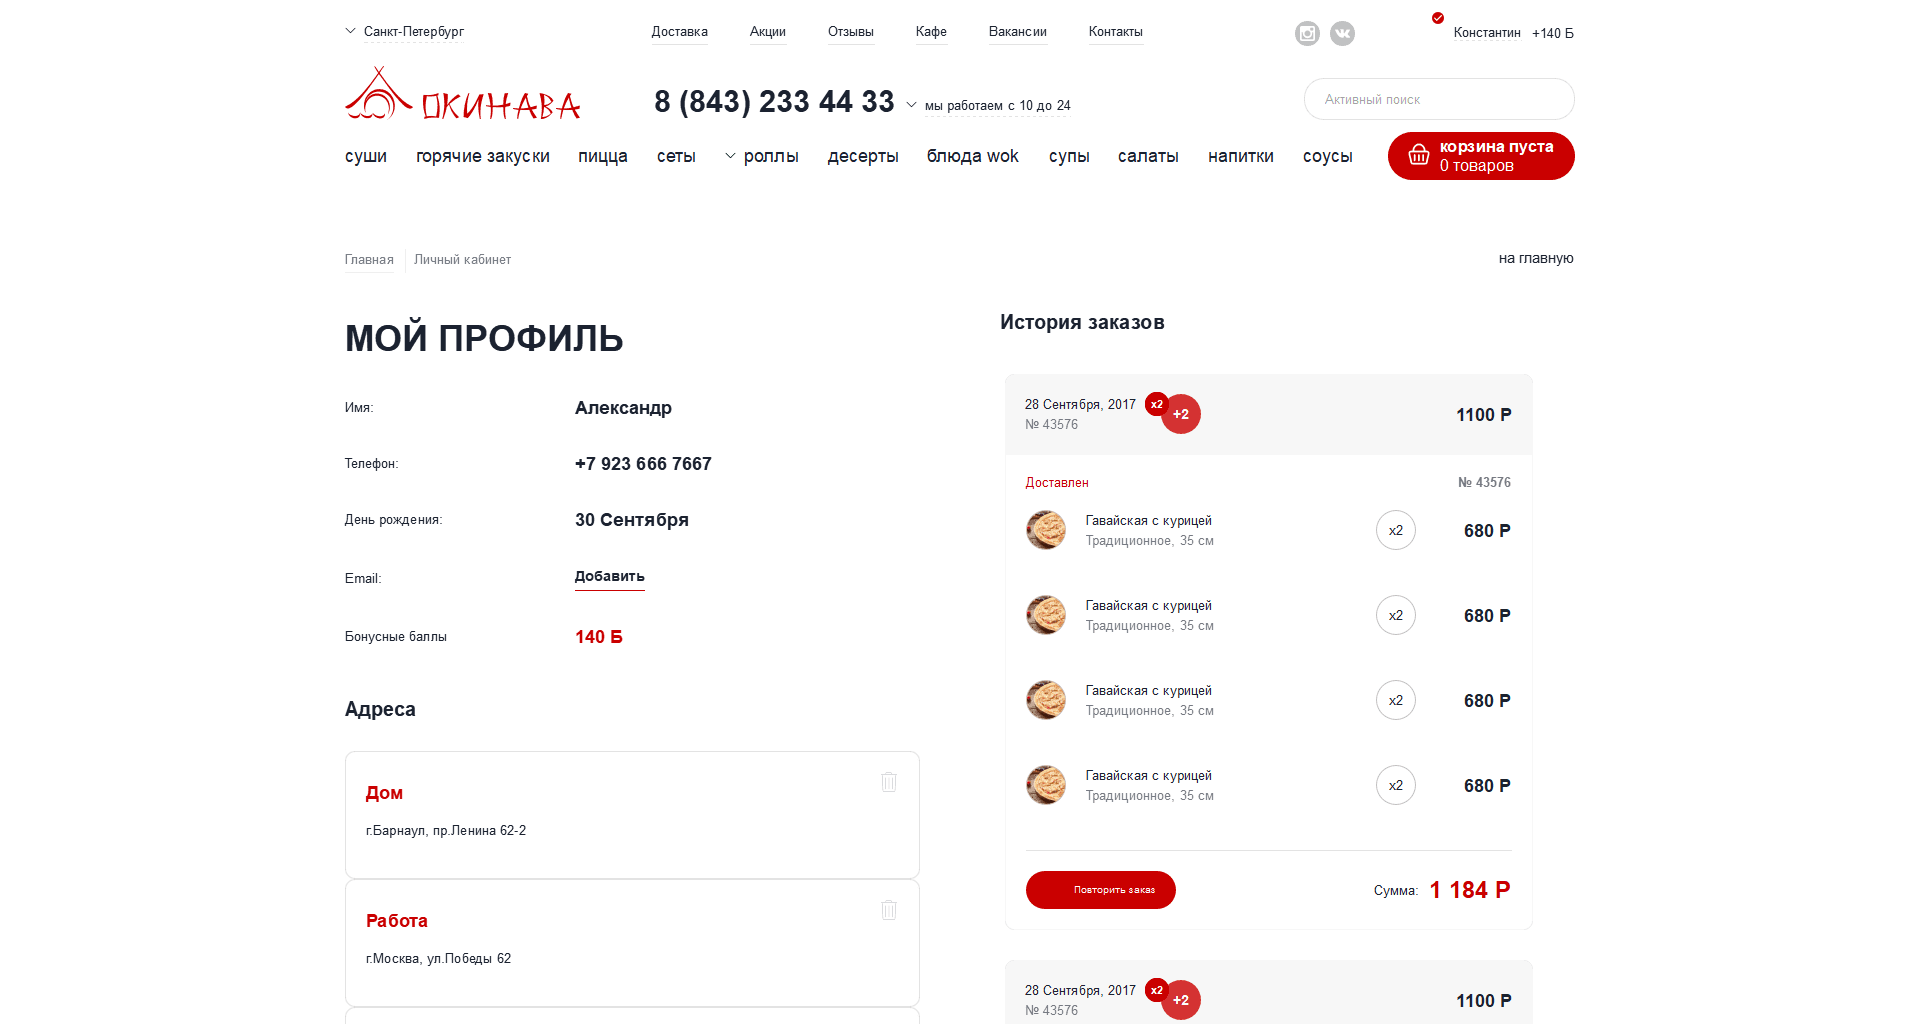 Санкт-Петербург
Доставка
Акции
Отзывы
Кафе
Вакансии
Контакты
Константин
+140 Б
ОКИНАВА
8 (843) 233 44 33
мы работаем с 10 до 24
Активный поиск
суши
горячие закуски
пицца
сеты
роллы
десерты
блюда wok
супы
салаты
напитки
соусы
корзина пуста
0 товаров
Главная
Личный кабинет
на главную
МОЙ ПРОФИЛЬ
Имя:
Александр
Телефон:
+7 923 666 7667
День рождения:
30 Сентября
Email:
Добавить
Бонусные баллы
140 Б
Адреса
Дом
г.Барнаул, пр.Ленина 62-2
Работа
г.Москва, ул.Победы 62
История заказов
28 Сентября, 2017
№ 43576
x2
+2
1100 Р
Доставлен
№ 43576
Гавайская с курицей
Традиционное, 35 см
x2
680 Р
Гавайская с курицей
Традиционное, 35 см
x2
680 Р
Гавайская с курицей
Традиционное, 35 см
x2
680 Р
Гавайская с курицей
Традиционное, 35 см
x2
680 Р
Повторить заказ
Сумма:
1 184 Р
28 Сентября, 2017
№ 43576
x2
+2
1100 Р